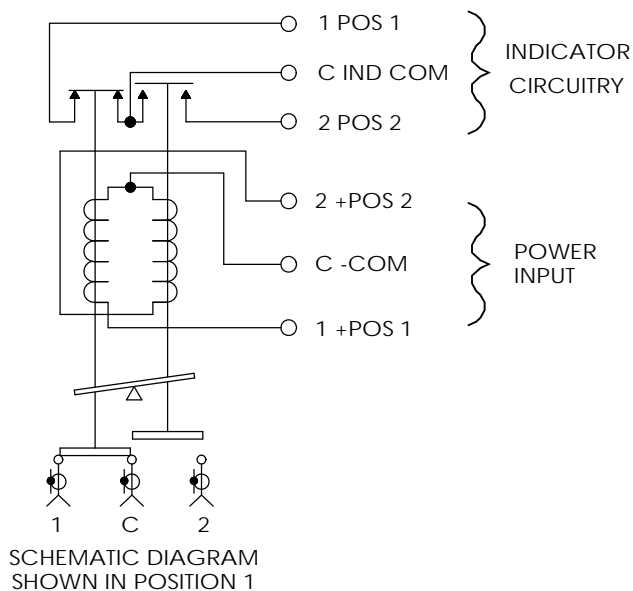 1 POS 1
C IND COM
2 POS 2
INDICATOR
CIRCUITRY
2 +POS 2
C -COM
1 +POS 1
POWER
INPUT
1 C 2
SCHEMATIC DIAGRAM
SHOWN IN POSITION 1